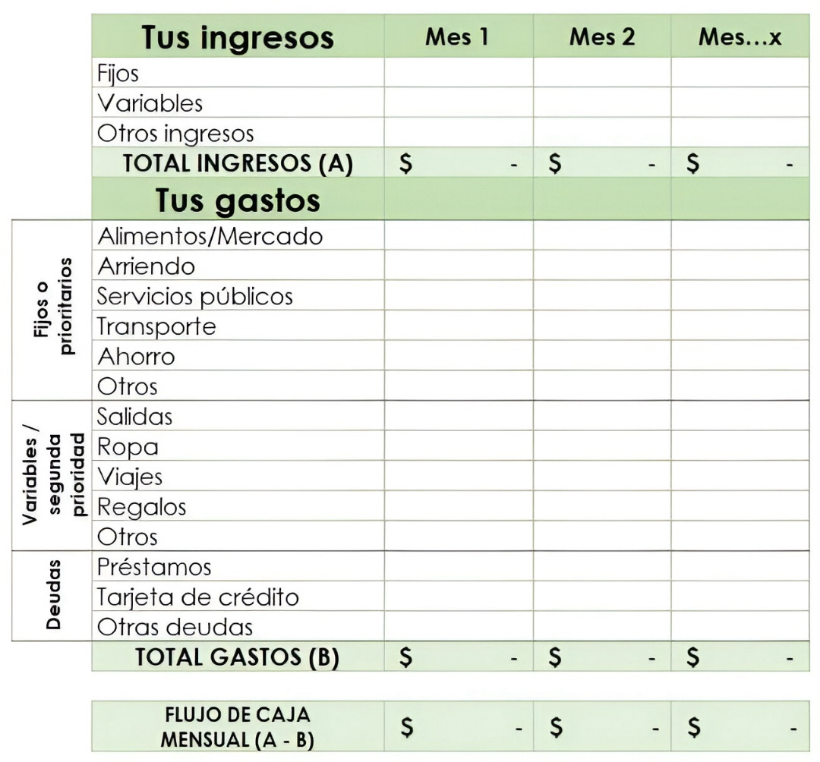 Tus ingresos Mes 1 Mes 2 Mes...x
Fijos
Variables
Otros ingresos
TOTAL INGRESOS (A) $ - $ - $ -
Tus gastos
Fijos o
prioritarios
Alimentos/Mercado
Arriendo
Servicios públicos
Transporte
Ahorro
Otros
Variables /
segunda
prioridad
Salidas
Ropa
Viajes
Regalos
Otros
Deudas
Préstamos
Tarjeta de crédito
Otras deudas
TOTAL GASTOS (B) $ - $ - $ -
FLUJO DE CAJA
MENSUAL (A - B) $ - $ - $ -